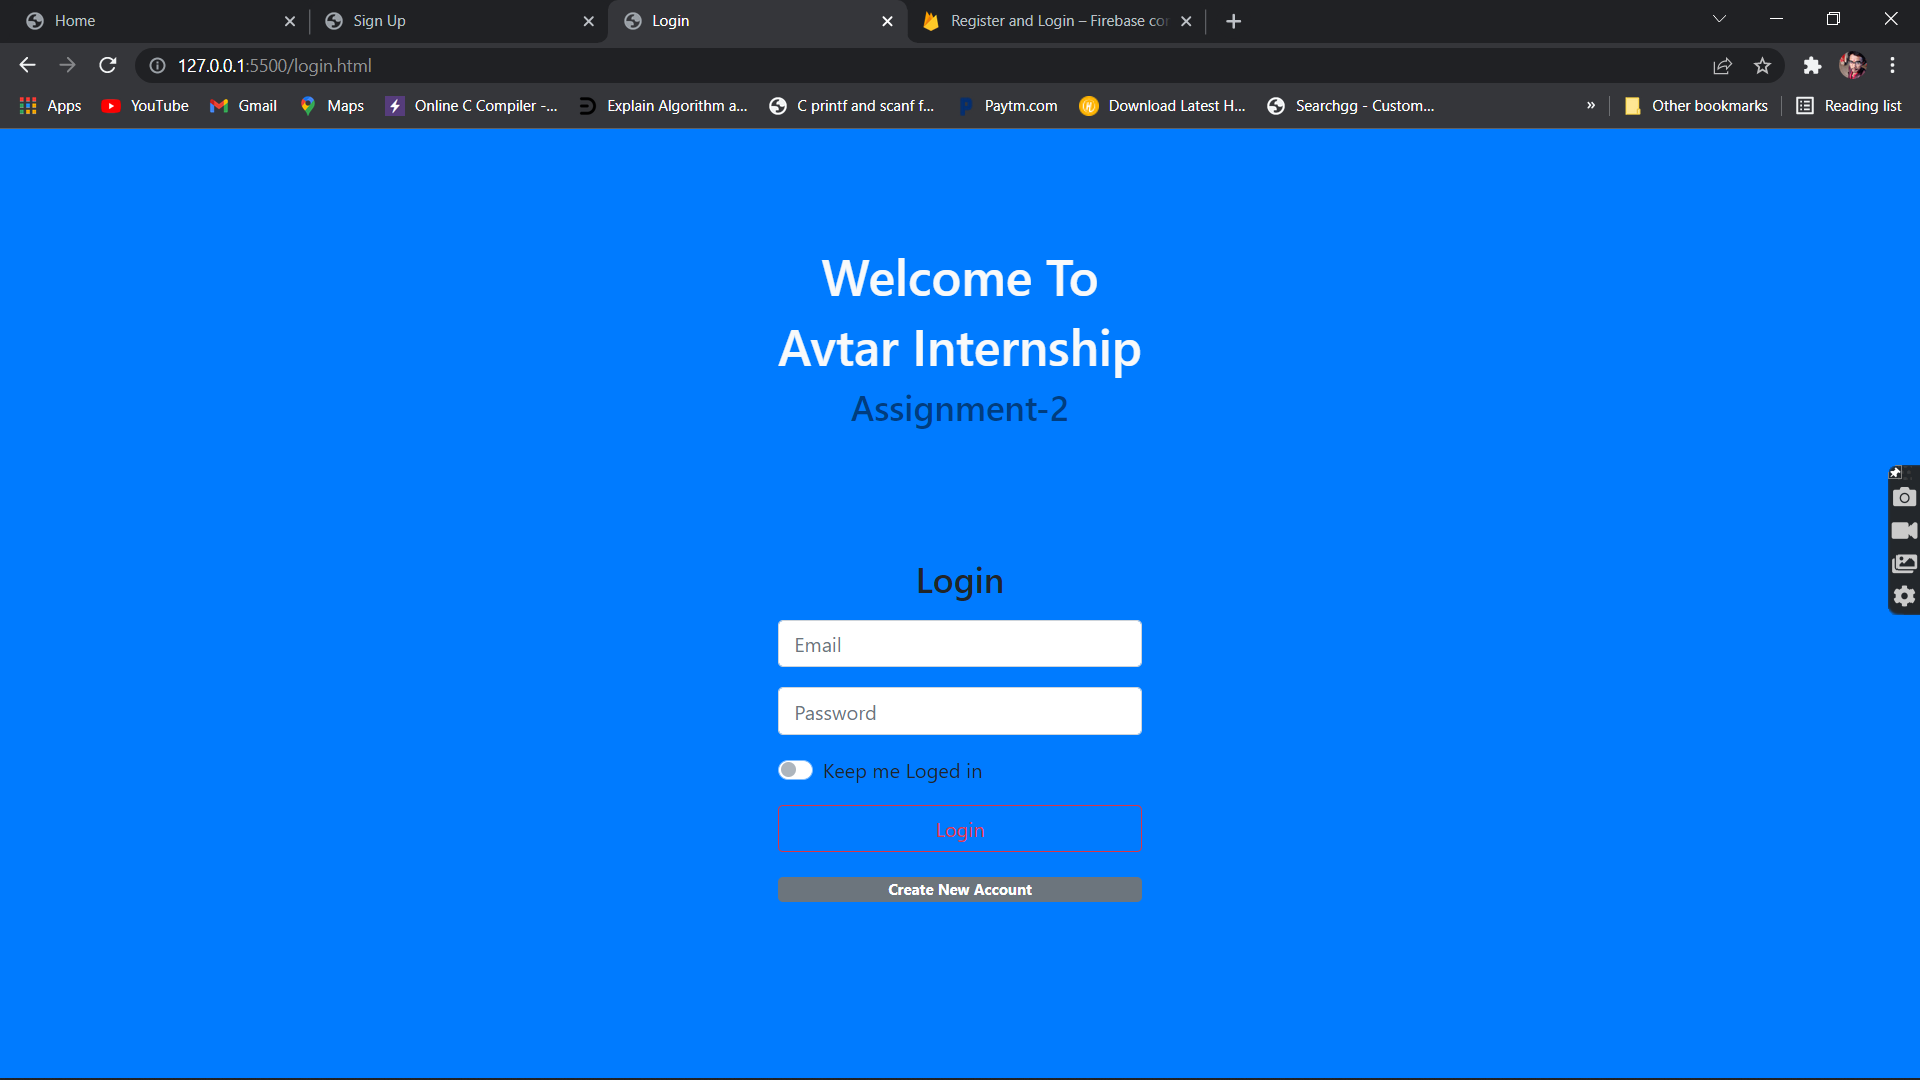 Home
Sign Up
Login
Register and Login – Firebase cor
127.0.0.1:5500/login.html
Apps
YouTube
Gmail
Maps
Online C Compiler -...
Explain Algorithm a...
C printf and scanf f...
Paytm.com
Download Latest H...
Searchgg - Custom...
»
Other bookmarks
Reading list
Welcome To
Avtar Internship
Assignment-2
Login
Email
Password
Keep me Loged in
Login
Create New Account